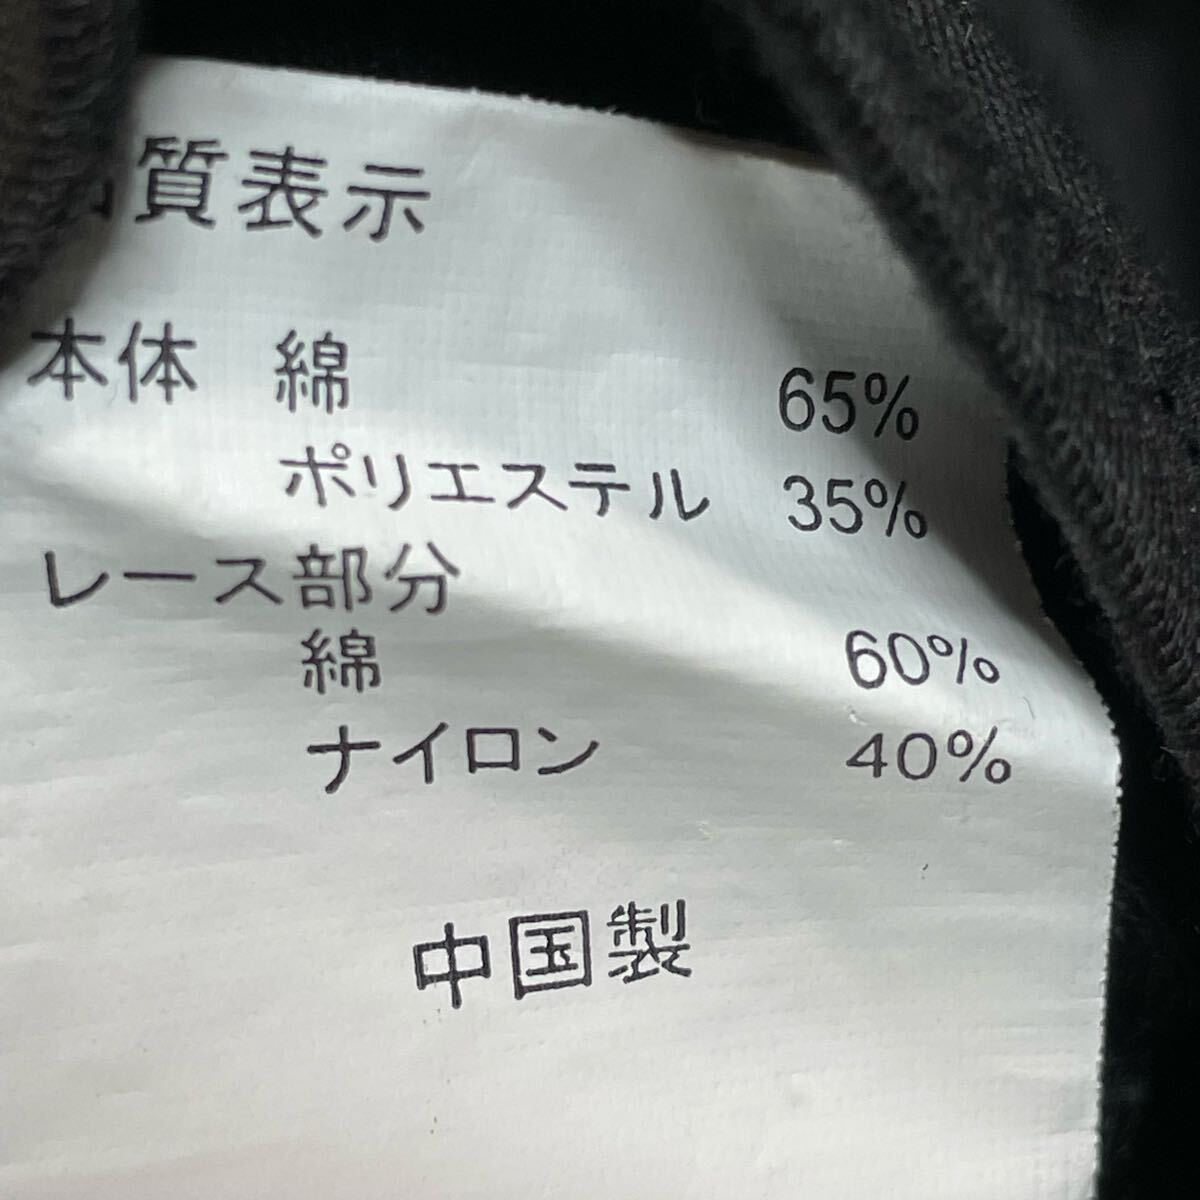 質表示
本体 綿 65%
ポリエステル 35%
レース部分
綿 60%
ナイロン 40%
中国製